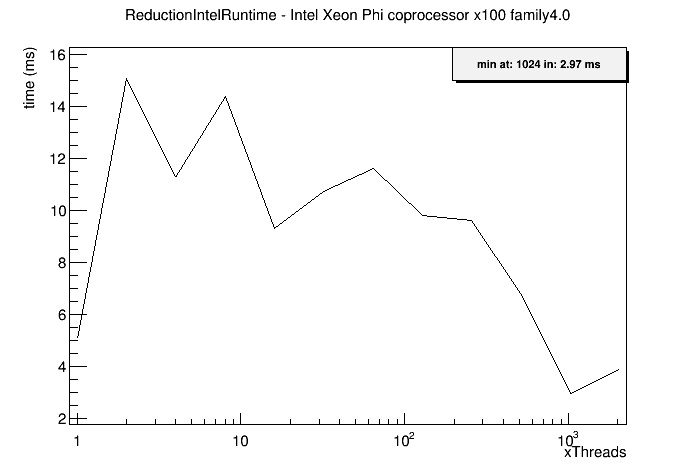 ReductionIntelRuntime - Intel Xeon Phi coprocessor x100 family4.0
time (ms)
min at: 1024 in: 2.97 ms
16
14
12
10
8
6
4
2
1 10 10² 10³
xThreads